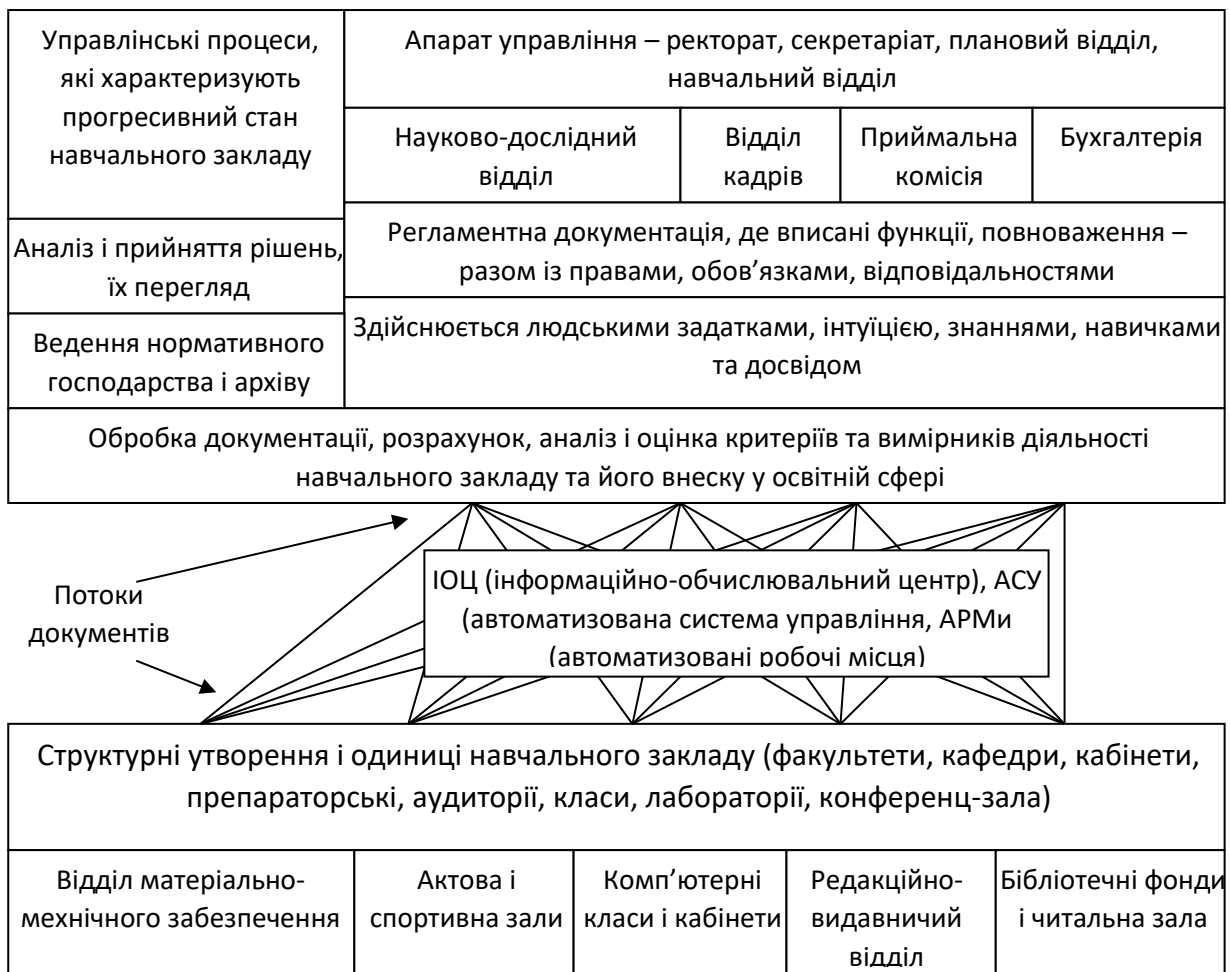 Управлінські процеси,
які характеризують
прогресивний стан
навчального закладу
Апарат управління – ректорат, секретаріат, плановий відділ,
навчальний відділ
Науково-дослідний
відділ
Відділ
кадрів
Приймальна
комісія
Бухгалтерія
Аналіз і прийняття рішень,
їх перегляд
Регламентна документація, де вписані функції, повноваження –
разом із правами, обов’язками, відповідальностями
Ведення нормативного
господарства і архіву
Здійснюється людськими задатками, інтуїцією, знаннями, навичками
та досвідом
Обробка документації, розрахунок, аналіз і оцінка критеріїв та вимірників діяльності
навчального закладу та його внеску у освітній сфері
Потоки
документів
ІОЦ (інформаційно-обчислювальний центр), АСУ
(автоматизована система управління, АРМи
(автоматизовані робочі місця)
Структурні утворення і одиниці навчального закладу (факультети, кафедри, кабінети,
препараторські, аудиторії, класи, лабораторії, конференц-зала)
Відділ матеріально-
мехнічного забезпечення
Актова і
спортивна зали
Комп’ютерні
класи і кабінети
Редакційно-
видавничий
відділ
Бібліотечні фонди
і читальна зала